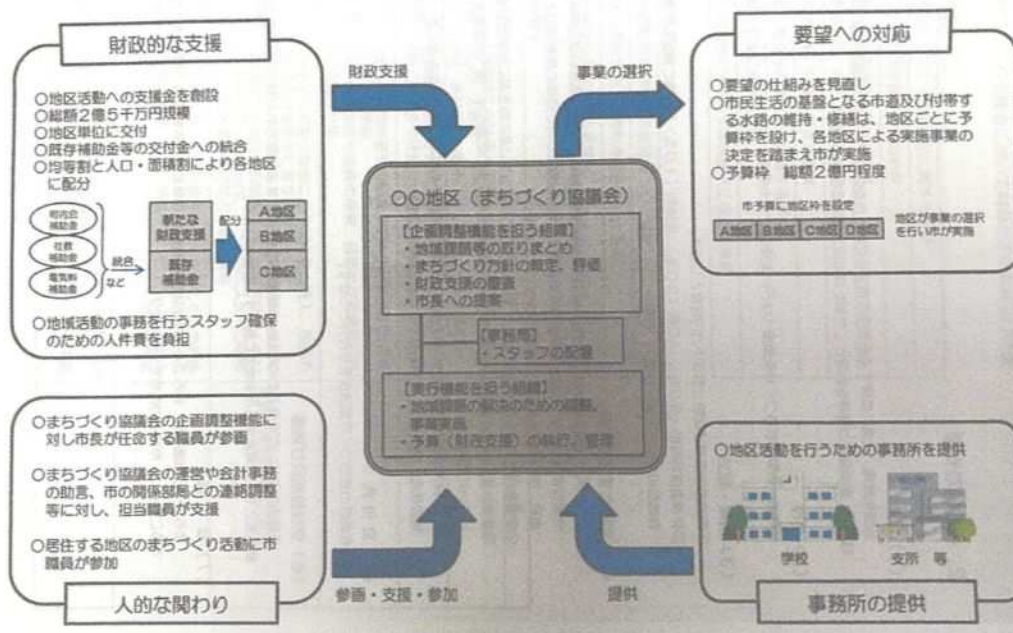 財政的な支援
○地区活動への支援金を創設
○総額2億5千万円規模
○地区単位に交付
○既存補助金等の交付金への統合
○均等割と人口・面積割により各地区
に配分
町内会
補助金
社教
補助金
電気料
補助金
統合
など
新たな
財政支援
既存
補助金
配分
A地区
B地区
C地区
○地域活動の事務を行うスタッフ確保
のための人件費を負担
財政支援
事業の選択
要望への対応
○要望の仕組みを見直し
○市民生活の基盤となる市道及び付帯す
る水路の維持・修繕は、地区ごとに予
算枠を設け、各地区による実施事業の
決定を踏まえ市が実施
○予算枠 総額2億円程度
市予算に地区枠を設定
A地区 B地区 C地区 D地区
地区が事業の選択
を行い市が実施
○○地区(まちづくり協議会)
【企画調整機能を担う組織】
・地域課題等の取りまとめ
・まちづくり方針の策定、評価
・財政支援の審査
・市長への提案
【事務局】
・スタッフの配置
【実行機能を担う組織】
・地域課題の解決のための調整、
事業実施
・予算(財政支援)の執行、管理
○まちづくり協議会の企画調整機能に
対し市長が任命する職員が参画
○まちづくり協議会の運営や会計事務
の助言、市の関係部局との連絡調整
等に対し、担当職員が支援
○居住する地区のまちづくり活動に市
職員が参加
人的な関わり
参画・支援・参加
提供
○地区活動を行うための事務所を提供
学校
支所 等
事務所の提供